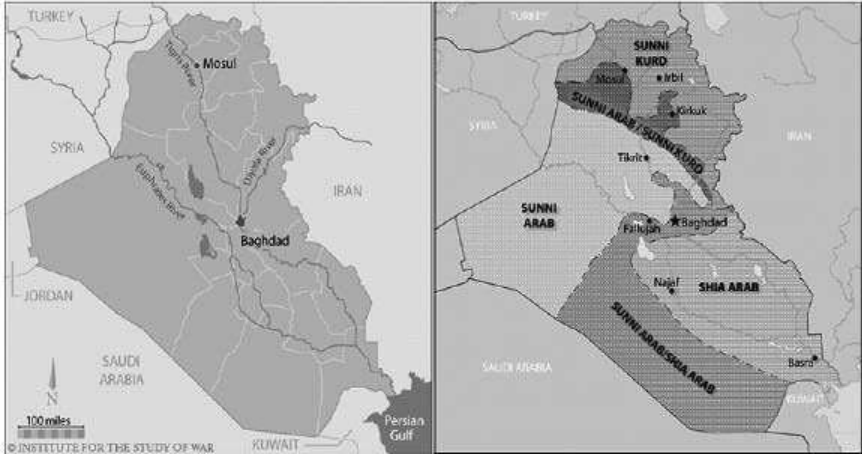 TURKEY
Tigris River
Mosul
SYRIA
Diyala River
IRAN
Euphrates River
Baghdad
JORDAN
SAUDI
ARABIA
N
100 miles
Persian
Gulf
KUWAIT
© INSTITUTE FOR THE STUDY OF WAR
TURKEY
SUNNI
KURD
Mosul
Irbil
SUNNI ARAB / SUNNI KURD
Kirkuk
SYRIA
IRAN
Tikrit
SUNNI
ARAB
Fallujah
Baghdad
Najaf
SHIA ARAB
SUNNI ARAB/SHIA ARAB
Basra
SAUDI ARABIA
KUWAIT